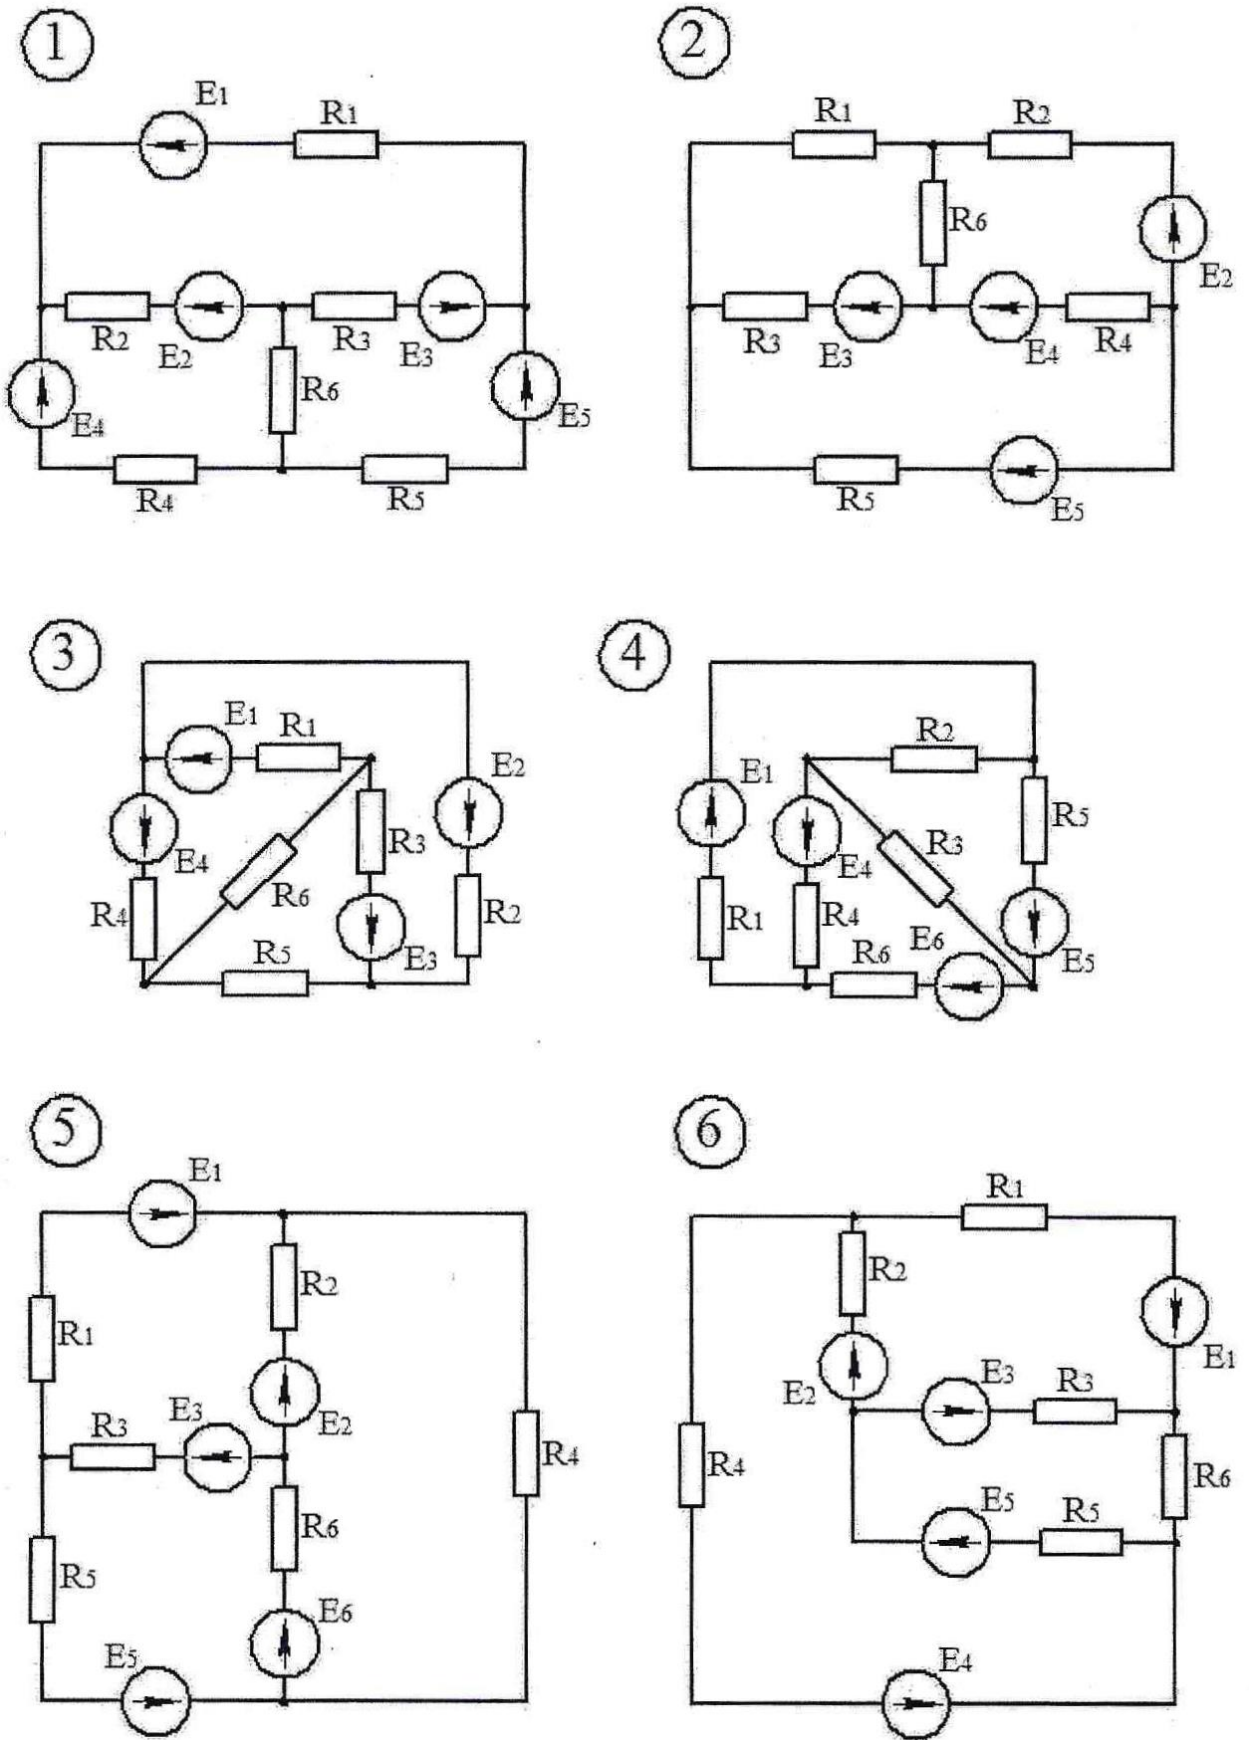 1 2
E1 R1 R1 R2
R6 E2
R2 E2 R3 E3 R3 E3 E4 R4
E4 R6 E5
R4 R5 R5 E5
3 4
E1 R1 E2 R2
E1 R5
E4 R6 R3 E4 R3
R4 R2 R1 R4 E6
R5 E3 R6 E5
5 6
E1 R1
R2 R2
R1 E1
E3 E2 E2 E3 R3
R3 R4 R4 R6
R6 E5 R5
R5 E6
E5 E4